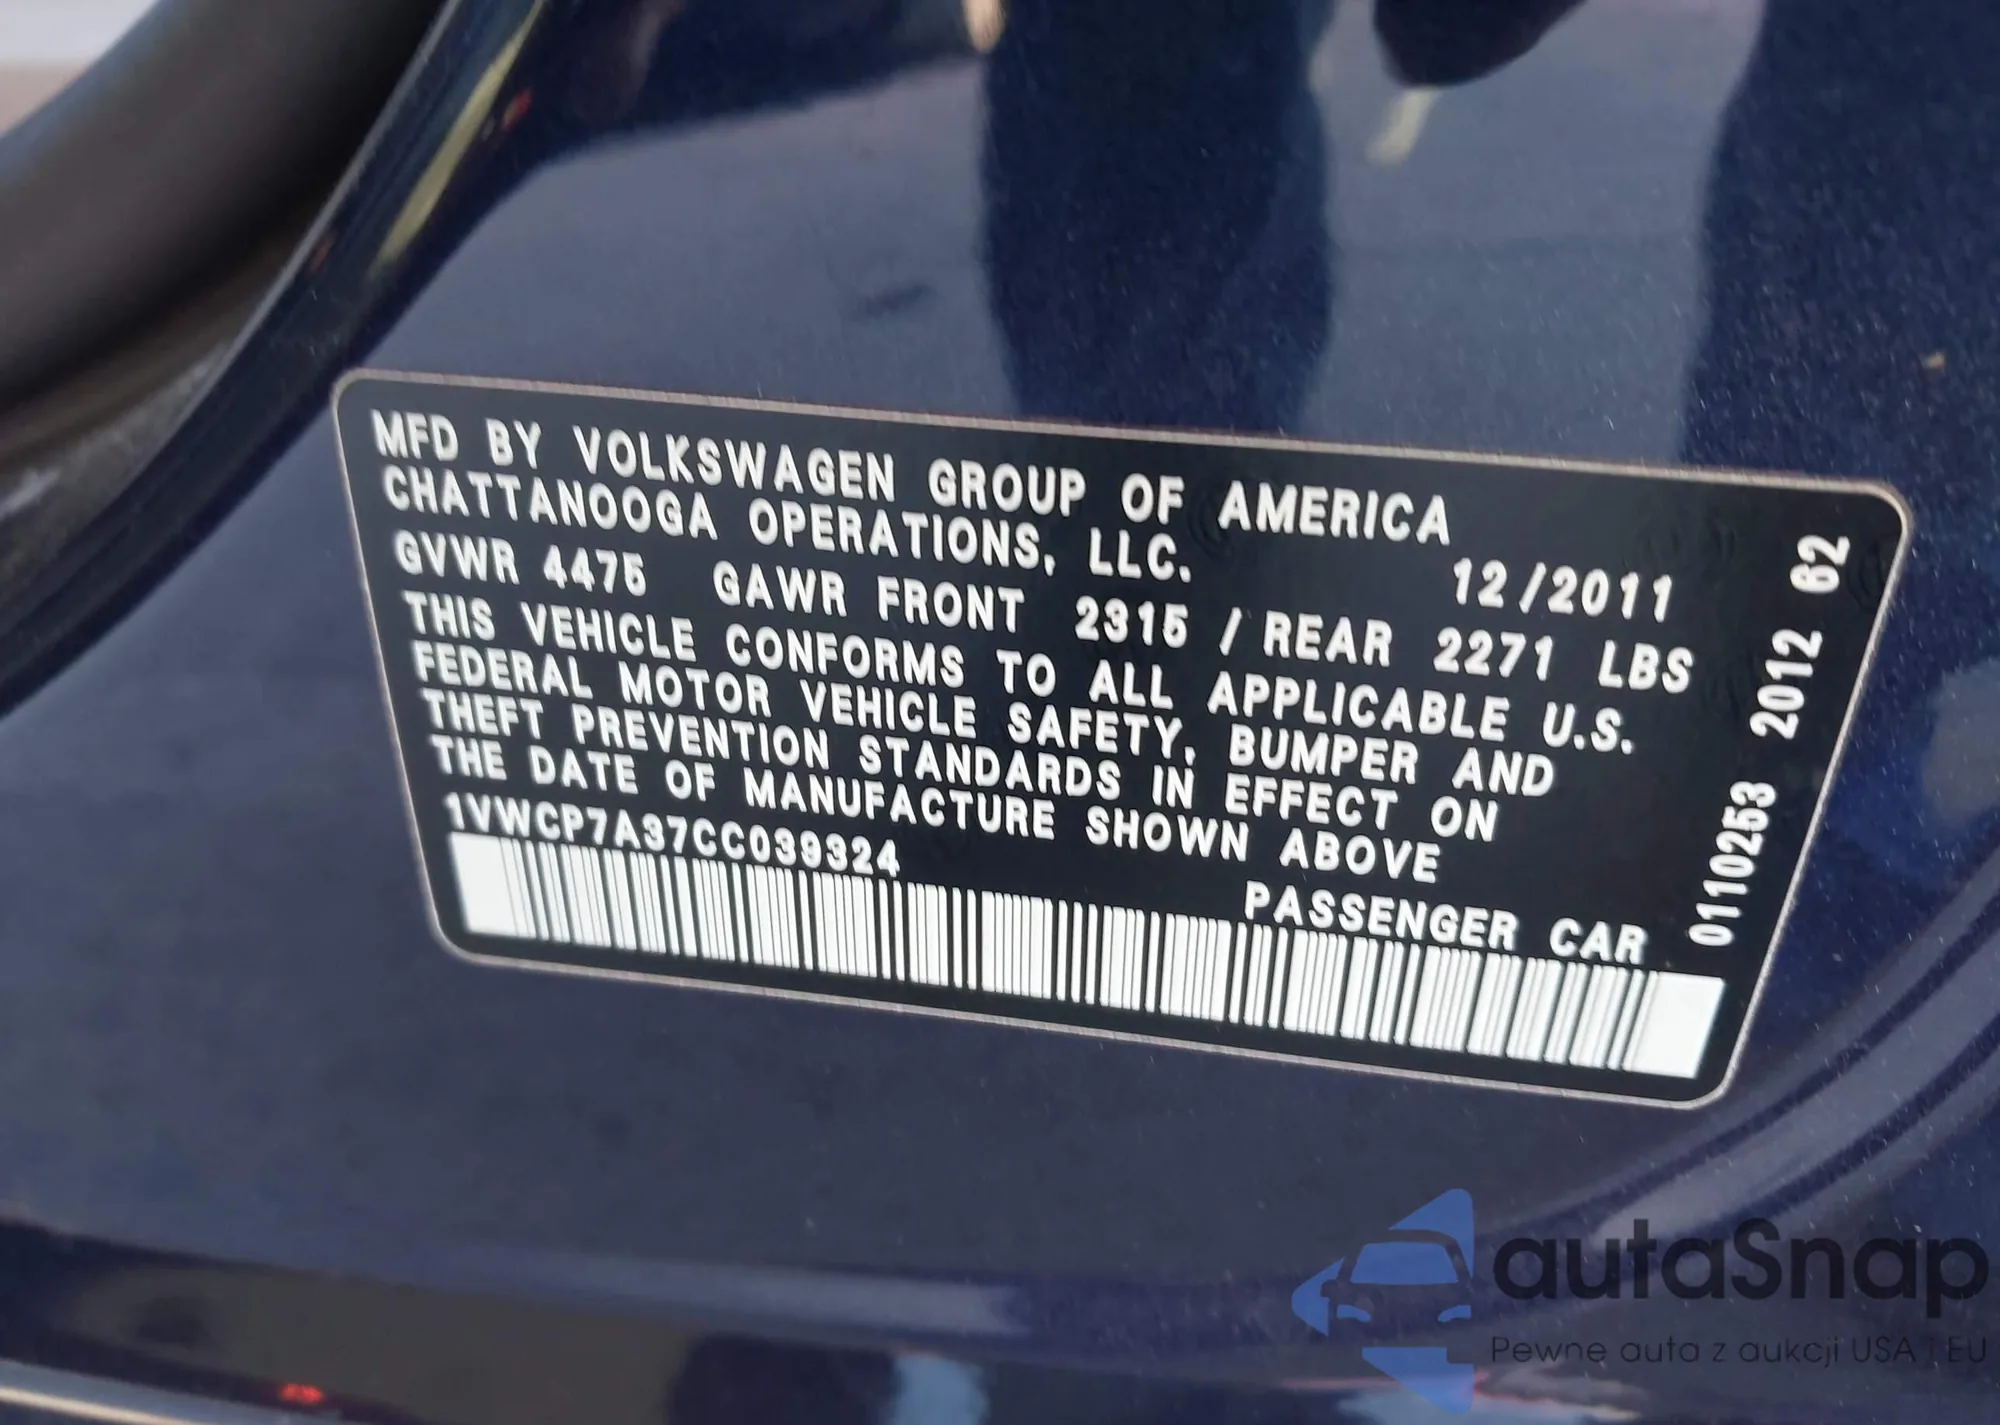 MFD BY VOLKSWAGEN GROUP OF AMERICA
CHATTANOOGA OPERATIONS, LLC.
12/2011
GVWR 4475 GAWR FRONT 2315 / REAR 2271 LBS
THIS VEHICLE CONFORMS TO ALL APPLICABLE U.S.
FEDERAL MOTOR VEHICLE SAFETY, BUMPER AND
THEFT PREVENTION STANDARDS IN EFFECT ON
THE DATE OF MANUFACTURE SHOWN ABOVE
1VWCP7A37CC039324
PASSENGER CAR
0110253 2012 62
autaSnap
Pewne auta z aukcji USA i EU